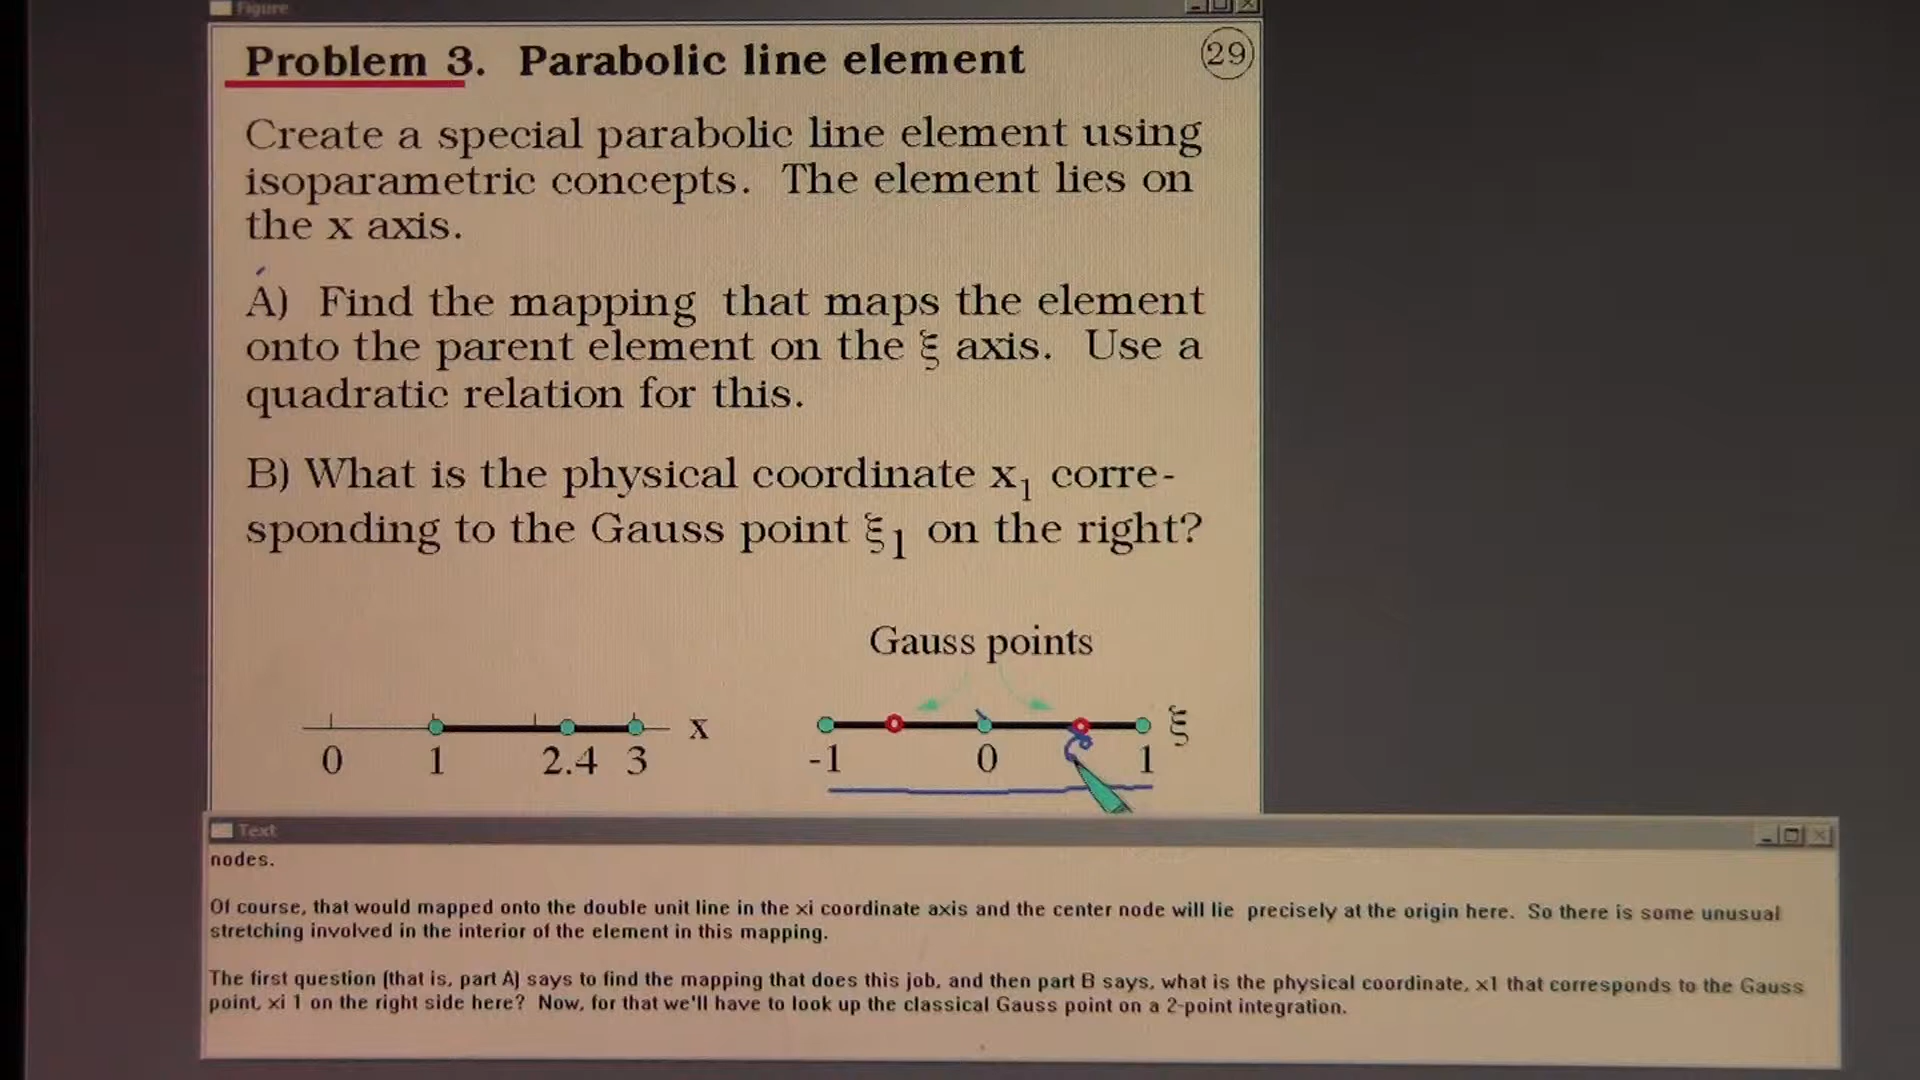 Figure
Problem 3. Parabolic line element
29
Create a special parabolic line element using
isoparametric concepts. The element lies on
the x axis.
A) Find the mapping that maps the element
onto the parent element on the ξ axis. Use a
quadratic relation for this.
B) What is the physical coordinate x₁ corre-
sponding to the Gauss point ξ₁ on the right?
Gauss points
x
ξ
0 1 2.4 3
-1 0 1
Text
nodes.
Of course, that would mapped onto the double unit line in the xi coordinate axis and the center node will lie precisely at the origin here. So there is some unusual
stretching involved in the interior of the element in this mapping.
The first question (that is, part A) says to find the mapping that does this job, and then part B says, what is the physical coordinate, x1 that corresponds to the Gauss
point, xi 1 on the right side here? Now, for that we'll have to look up the classical Gauss point on a 2-point integration.